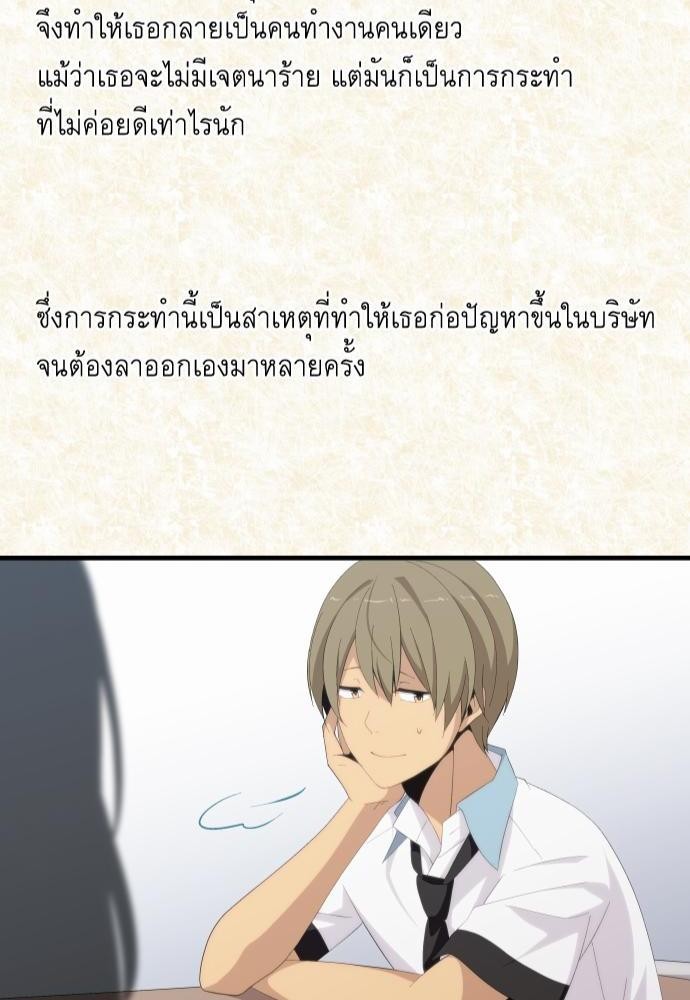 จึงทำให้เธอกลายเป็นคนทำงานคนเดียว
แม้ว่าเธอจะไม่มีเจตนาร้าย แต่มันก็เป็นการกระทำ
ที่ไม่ค่อยดีเท่าไรนัก
ซึ่งการกระทำนี้เป็นสาเหตุที่ทำให้เธอก่อปัญหาขึ้นในบริษัท
จนต้องลาออกเองมาหลายครั้ง